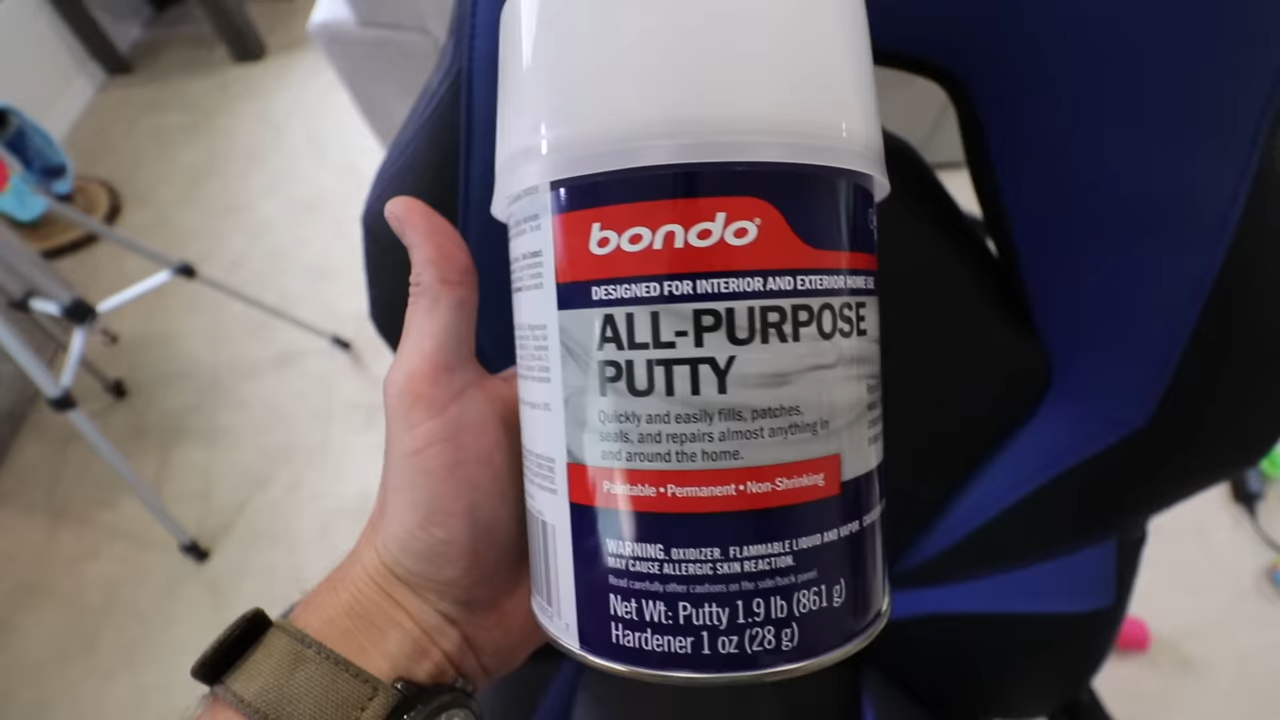 bondo®
DESIGNED FOR INTERIOR AND EXTERIOR HOME
ALL-PURPOSE
PUTTY
Quickly and easily fills, patches,
seals, and repairs almost anything in
and around the home.
Paintable • Permanent • Non-Shrinking
WARNING. OXIDIZER. FLAMMABLE LIQUID AND VAPOR.
MAY CAUSE ALLERGIC SKIN REACTION.
Read carefully other cautions on the side/back panel
Net Wt: Putty 1.9 lb (861 g)
Hardener 1 oz (28 g)